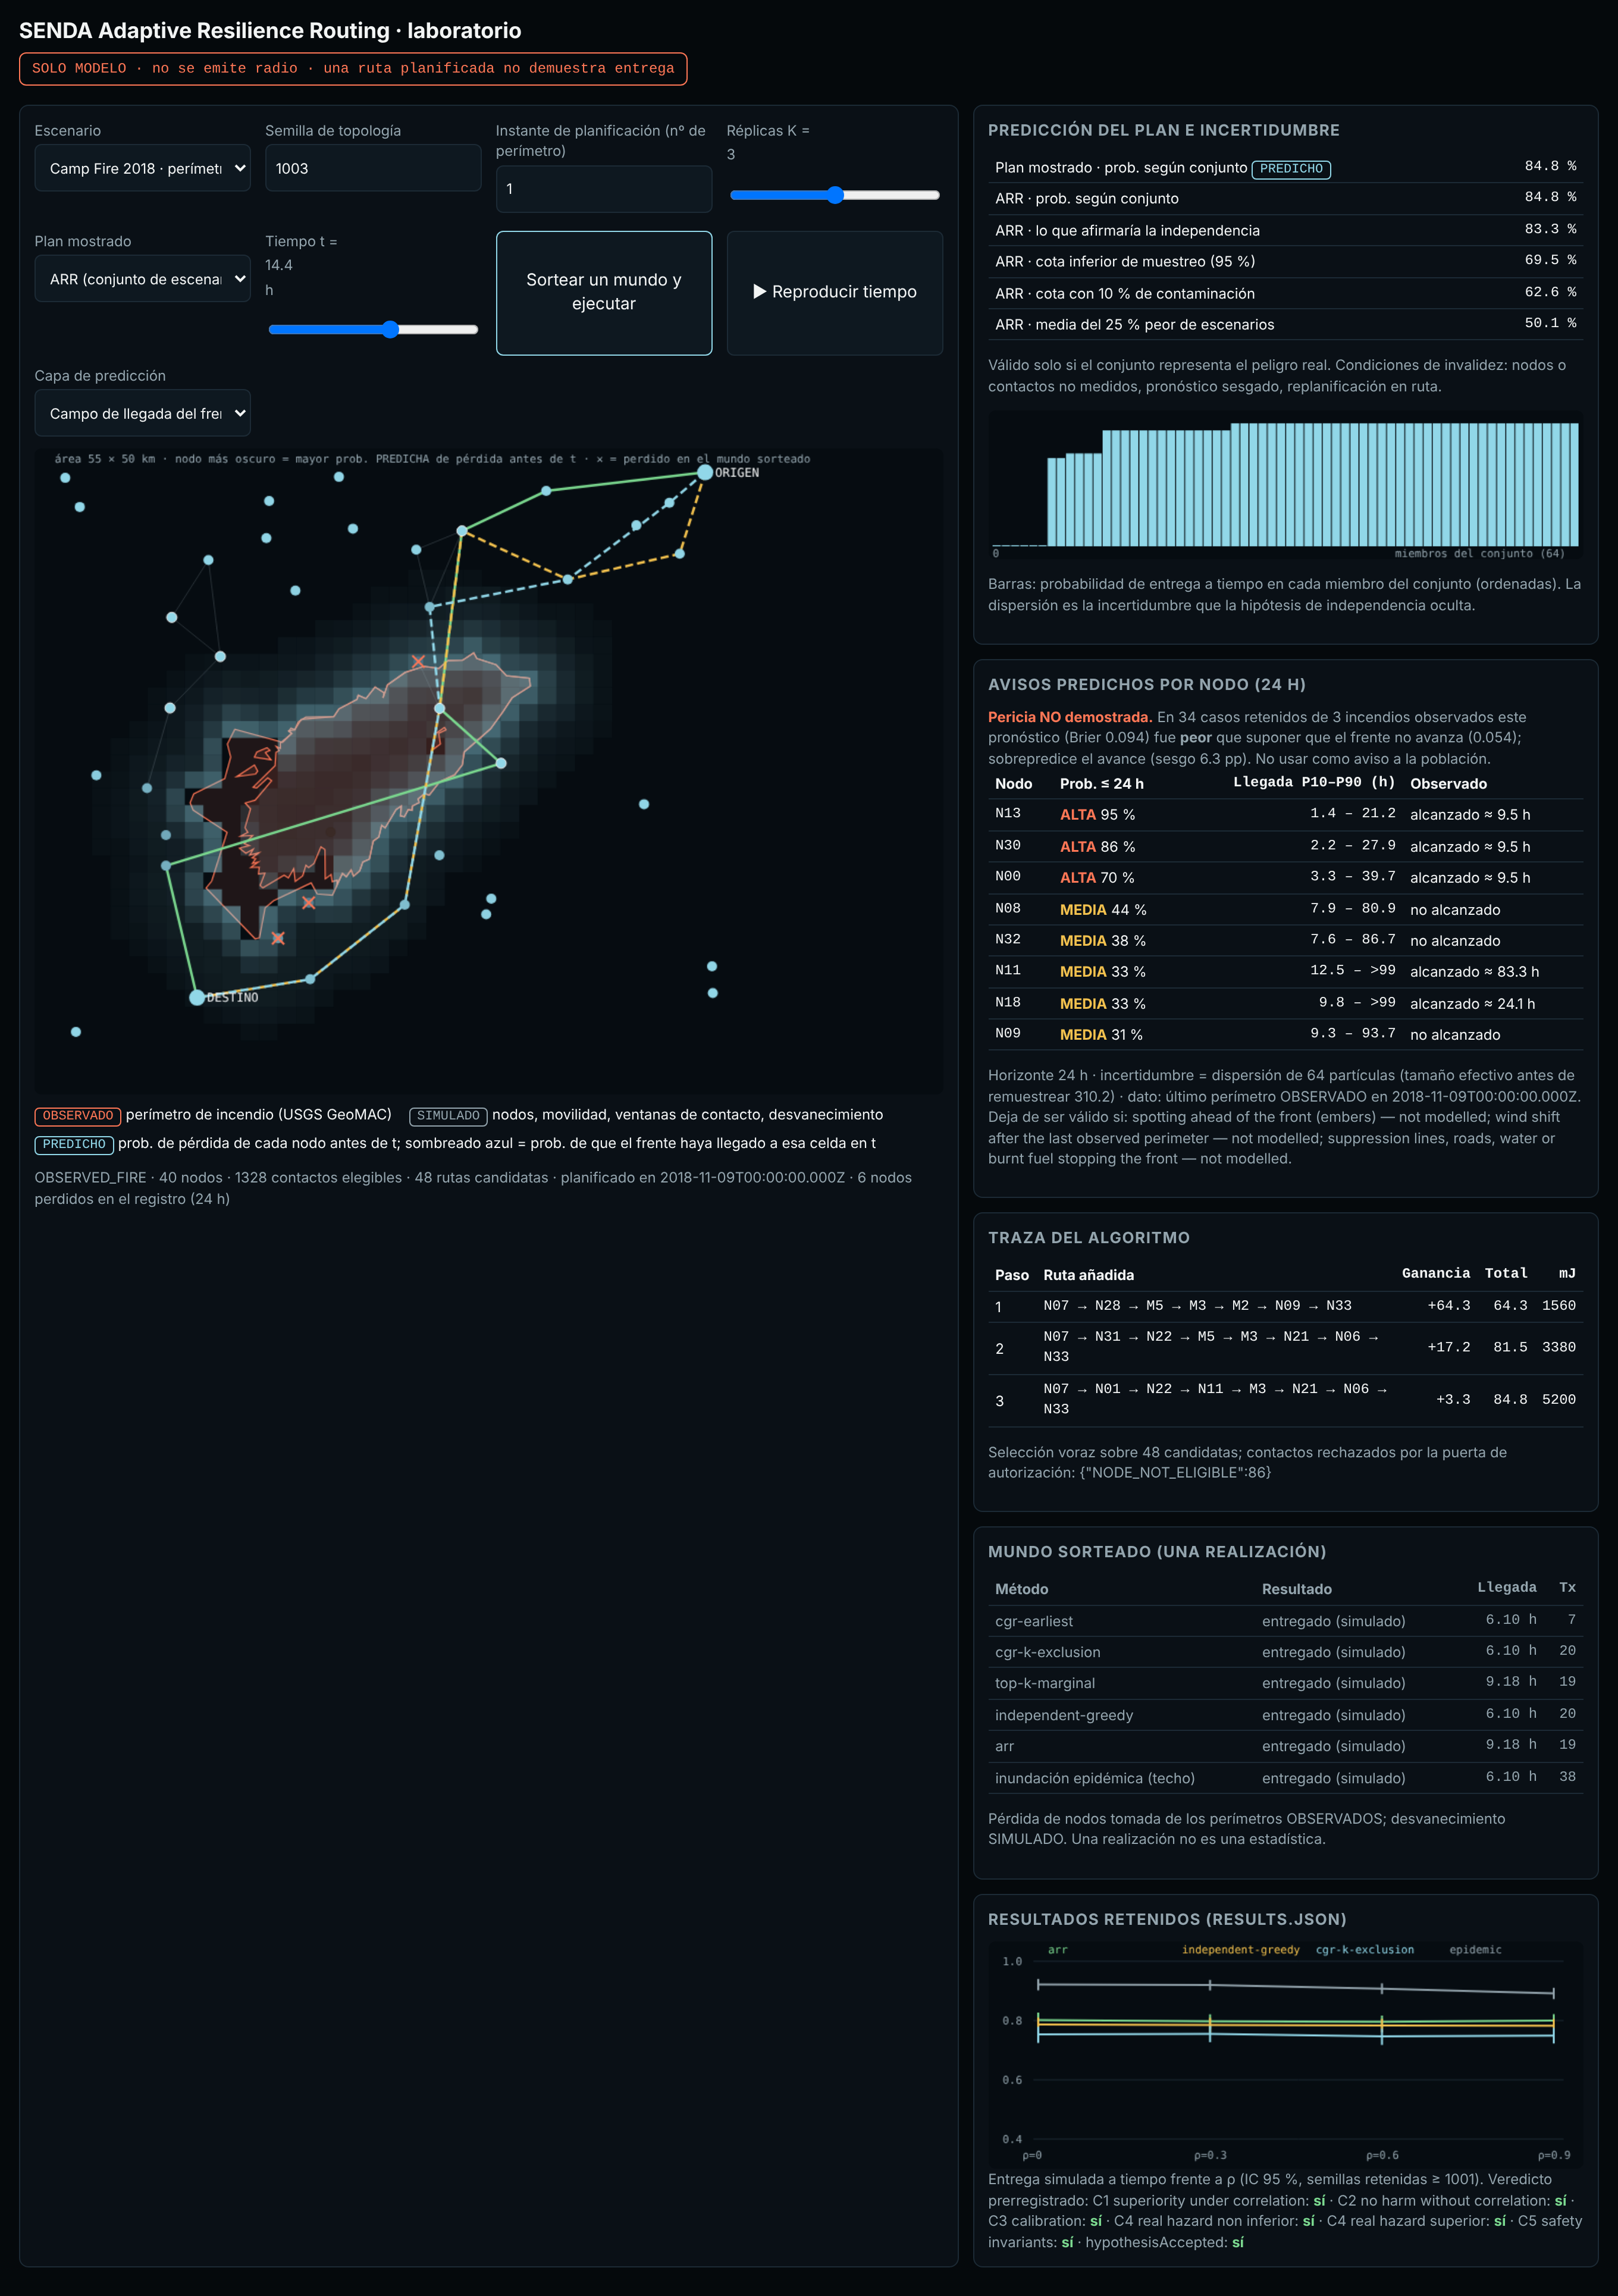 SENDA Adaptive Resilience Routing · laboratorio
SOLO MODELO · no se emite radio · una ruta planificada no demuestra entrega
Escenario
Camp Fire 2018 · perímetr
Semilla de topología
1003
Instante de planificación (nº de
perímetro)
1
Réplicas K =
3
Plan mostrado
ARR (conjunto de escenar
Tiempo t =
14.4
h
Sortear un mundo y
ejecutar
▶ Reproducir tiempo
Capa de predicción
Campo de llegada del fren
área 55 × 50 km · nodo más oscuro = mayor prob. PREDICHA de pérdida antes de t · × = perdido en el mundo sorteado
ORIGEN
DESTINO
OBSERVADO perímetro de incendio (USGS GeoMAC) SIMULADO nodos, movilidad, ventanas de contacto, desvanecimiento
PREDICHO prob. de pérdida de cada nodo antes de t; sombreado azul = prob. de que el frente haya llegado a esa celda en t
OBSERVED_FIRE · 40 nodos · 1328 contactos elegibles · 48 rutas candidatas · planificado en 2018-11-09T00:00:00.000Z · 6 nodos
perdidos en el registro (24 h)
PREDICCIÓN DEL PLAN E INCERTIDUMBRE
Plan mostrado · prob. según conjunto PREDICHO 84.8 %
ARR · prob. según conjunto 84.8 %
ARR · lo que afirmaría la independencia 83.3 %
ARR · cota inferior de muestreo (95 %) 69.5 %
ARR · cota con 10 % de contaminación 62.6 %
ARR · media del 25 % peor de escenarios 50.1 %
Válido solo si el conjunto representa el peligro real. Condiciones de invalidez: nodos o
contactos no medidos, pronóstico sesgado, replanificación en ruta.
0 miembros del conjunto (64)
Barras: probabilidad de entrega a tiempo en cada miembro del conjunto (ordenadas). La
dispersión es la incertidumbre que la hipótesis de independencia oculta.
AVISOS PREDICHOS POR NODO (24 H)
Pericia NO demostrada. En 34 casos retenidos de 3 incendios observados este
pronóstico (Brier 0.094) fue peor que suponer que el frente no avanza (0.054);
sobrepredice el avance (sesgo 6.3 pp). No usar como aviso a la población.
Nodo Prob. ≤ 24 h Llegada P10–P90 (h) Observado
N13 ALTA 95 % 1.4 – 21.2 alcanzado ≈ 9.5 h
N30 ALTA 86 % 2.2 – 27.9 alcanzado ≈ 9.5 h
N00 ALTA 70 % 3.3 – 39.7 alcanzado ≈ 9.5 h
N08 MEDIA 44 % 7.9 – 80.9 no alcanzado
N32 MEDIA 38 % 7.6 – 86.7 no alcanzado
N11 MEDIA 33 % 12.5 – >99 alcanzado ≈ 83.3 h
N18 MEDIA 33 % 9.8 – >99 alcanzado ≈ 24.1 h
N09 MEDIA 31 % 9.3 – 93.7 no alcanzado
Horizonte 24 h · incertidumbre = dispersión de 64 partículas (tamaño efectivo antes de
remuestrear 310.2) · dato: último perímetro OBSERVADO en 2018-11-09T00:00:00.000Z.
Deja de ser válido si: spotting ahead of the front (embers) — not modelled; wind shift
after the last observed perimeter — not modelled; suppression lines, roads, water or
burnt fuel stopping the front — not modelled.
TRAZA DEL ALGORITMO
Paso Ruta añadida Ganancia Total mJ
1 N07 → N28 → M5 → M3 → M2 → N09 → N33 +64.3 64.3 1560
2 N07 → N31 → N22 → M5 → M3 → N21 → N06 →
N33 +17.2 81.5 3380
3 N07 → N01 → N22 → N11 → M3 → N21 → N06 →
N33 +3.3 84.8 5200
Selección voraz sobre 48 candidatas; contactos rechazados por la puerta de
autorización: {"NODE_NOT_ELIGIBLE":86}
MUNDO SORTEADO (UNA REALIZACIÓN)
Método Resultado Llegada Tx
cgr-earliest entregado (simulado) 6.10 h 7
cgr-k-exclusion entregado (simulado) 6.10 h 20
top-k-marginal entregado (simulado) 9.18 h 19
independent-greedy entregado (simulado) 6.10 h 20
arr entregado (simulado) 9.18 h 19
inundación epidémica (techo) entregado (simulado) 6.10 h 38
Pérdida de nodos tomada de los perímetros OBSERVADOS; desvanecimiento
SIMULADO. Una realización no es una estadística.
RESULTADOS RETENIDOS (RESULTS.JSON)
arr independent-greedy cgr-k-exclusion epidemic
1.0
0.8
0.6
0.4
ρ=0 ρ=0.3 ρ=0.6 ρ=0.9
Entrega simulada a tiempo frente a ρ (IC 95 %, semillas retenidas ≥ 1001). Veredicto
prerregistrado: C1 superiority under correlation: sí · C2 no harm without correlation: sí ·
C3 calibration: sí · C4 real hazard non inferior: sí · C4 real hazard superior: sí · C5 safety
invariants: sí · hypothesisAccepted: sí